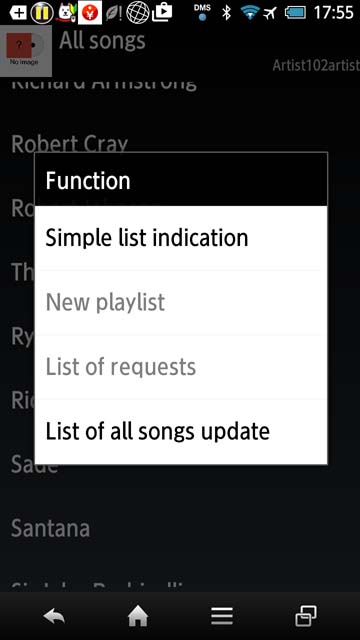 DMS
17:55
All songs
No Image
Artist102artist
Richard Armstrong
Robert Cray
Function
Simple list indication
New playlist
List of requests
List of all songs update
Sade
Santana